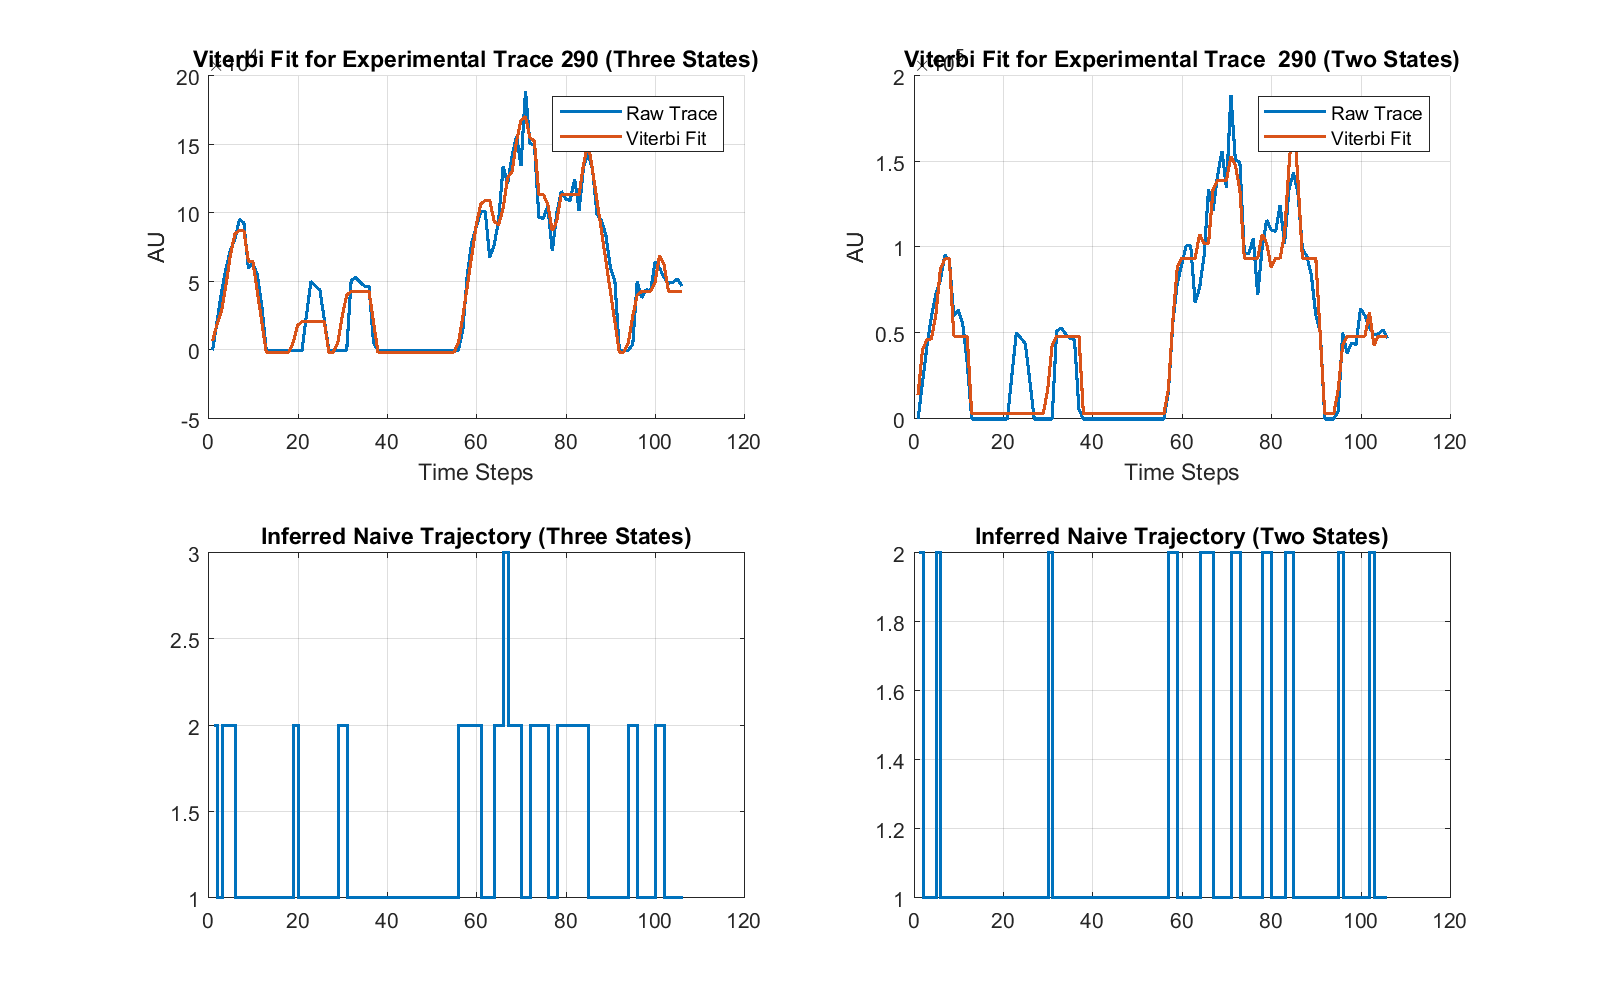 Viterbi Fit for Experimental Trace 290 (Three States)
20
15
10
5
0
-5
AU
Raw Trace
Viterbi Fit
0 20 40 60 80 100 120
Time Steps
Viterbi Fit for Experimental Trace 290 (Two States)
2
1.5
1
0.5
0
AU
Raw Trace
Viterbi Fit
0 20 40 60 80 100 120
Time Steps
Inferred Naive Trajectory (Three States)
3
2.5
2
1.5
1
0 20 40 60 80 100 120
Inferred Naive Trajectory (Two States)
2
1.8
1.6
1.4
1.2
1
0 20 40 60 80 100 120